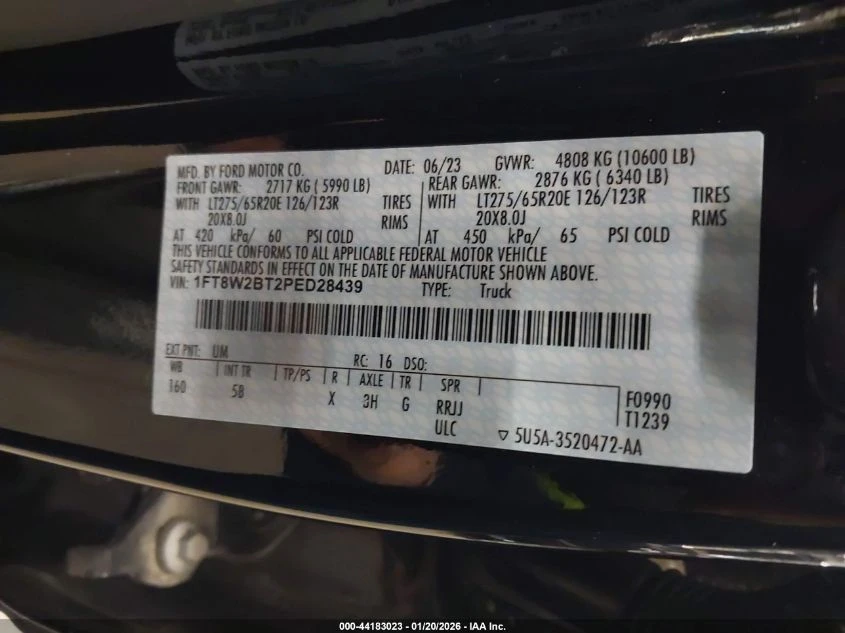 MFD. BY FORD MOTOR CO. DATE: 06/23 GVWR: 4808 KG (10600 LB)
FRONT GAWR: 2717 KG ( 5990 LB) REAR GAWR: 2876 KG ( 6340 LB)
WITH LT275/65R20E 126/123R TIRES WITH LT275/65R20E 126/123R TIRES
20X8.0J RIMS 20X8.0J RIMS
AT 420 kPa/ 60 PSI COLD AT 450 kPa/ 65 PSI COLD
THIS VEHICLE CONFORMS TO ALL APPLICABLE FEDERAL MOTOR VEHICLE
SAFETY STANDARDS IN EFFECT ON THE DATE OF MANUFACTURE SHOWN ABOVE.
VIN: 1FT8W2BT2PED28439 TYPE: Truck
EXT PNT: UM RC: 16 DSO:
WB INT TR TP/PS R AXLE TR SPR
160 5B X 3H G RRJJ F0990
ULC T1239
5U5A-3520472-AA
000-44183023 — 01/20/2026 — IAA Inc.